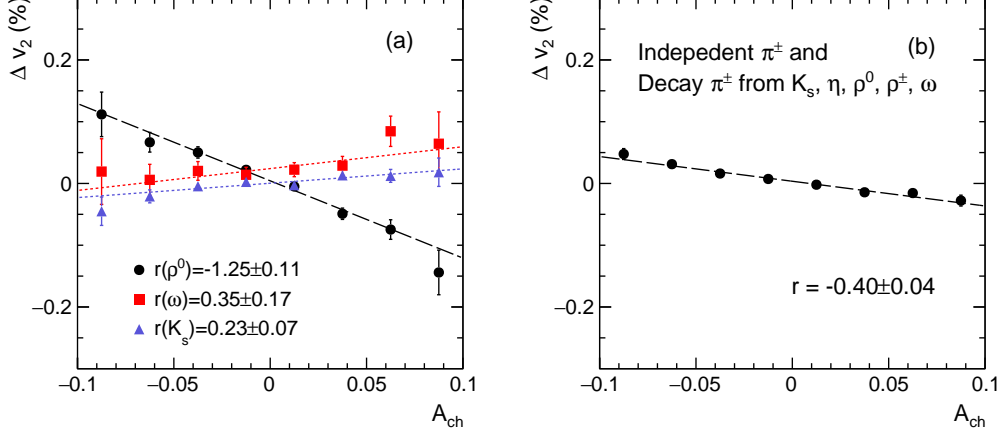 Δ v₂ (%)
(a)
0.2
0
−0.2
r(ρ⁰)=-1.25±0.11
r(ω)=0.35±0.17
r(Kₛ)=0.23±0.07
−0.1 −0.05 0 0.05 0.1
A_ch
Δ v₂ (%)
(b)
Indepedent π± and
Decay π± from Kₛ, η, ρ⁰, ρ±, ω
0.2
0
−0.2
r = -0.40±0.04
−0.1 −0.05 0 0.05 0.1
A_ch